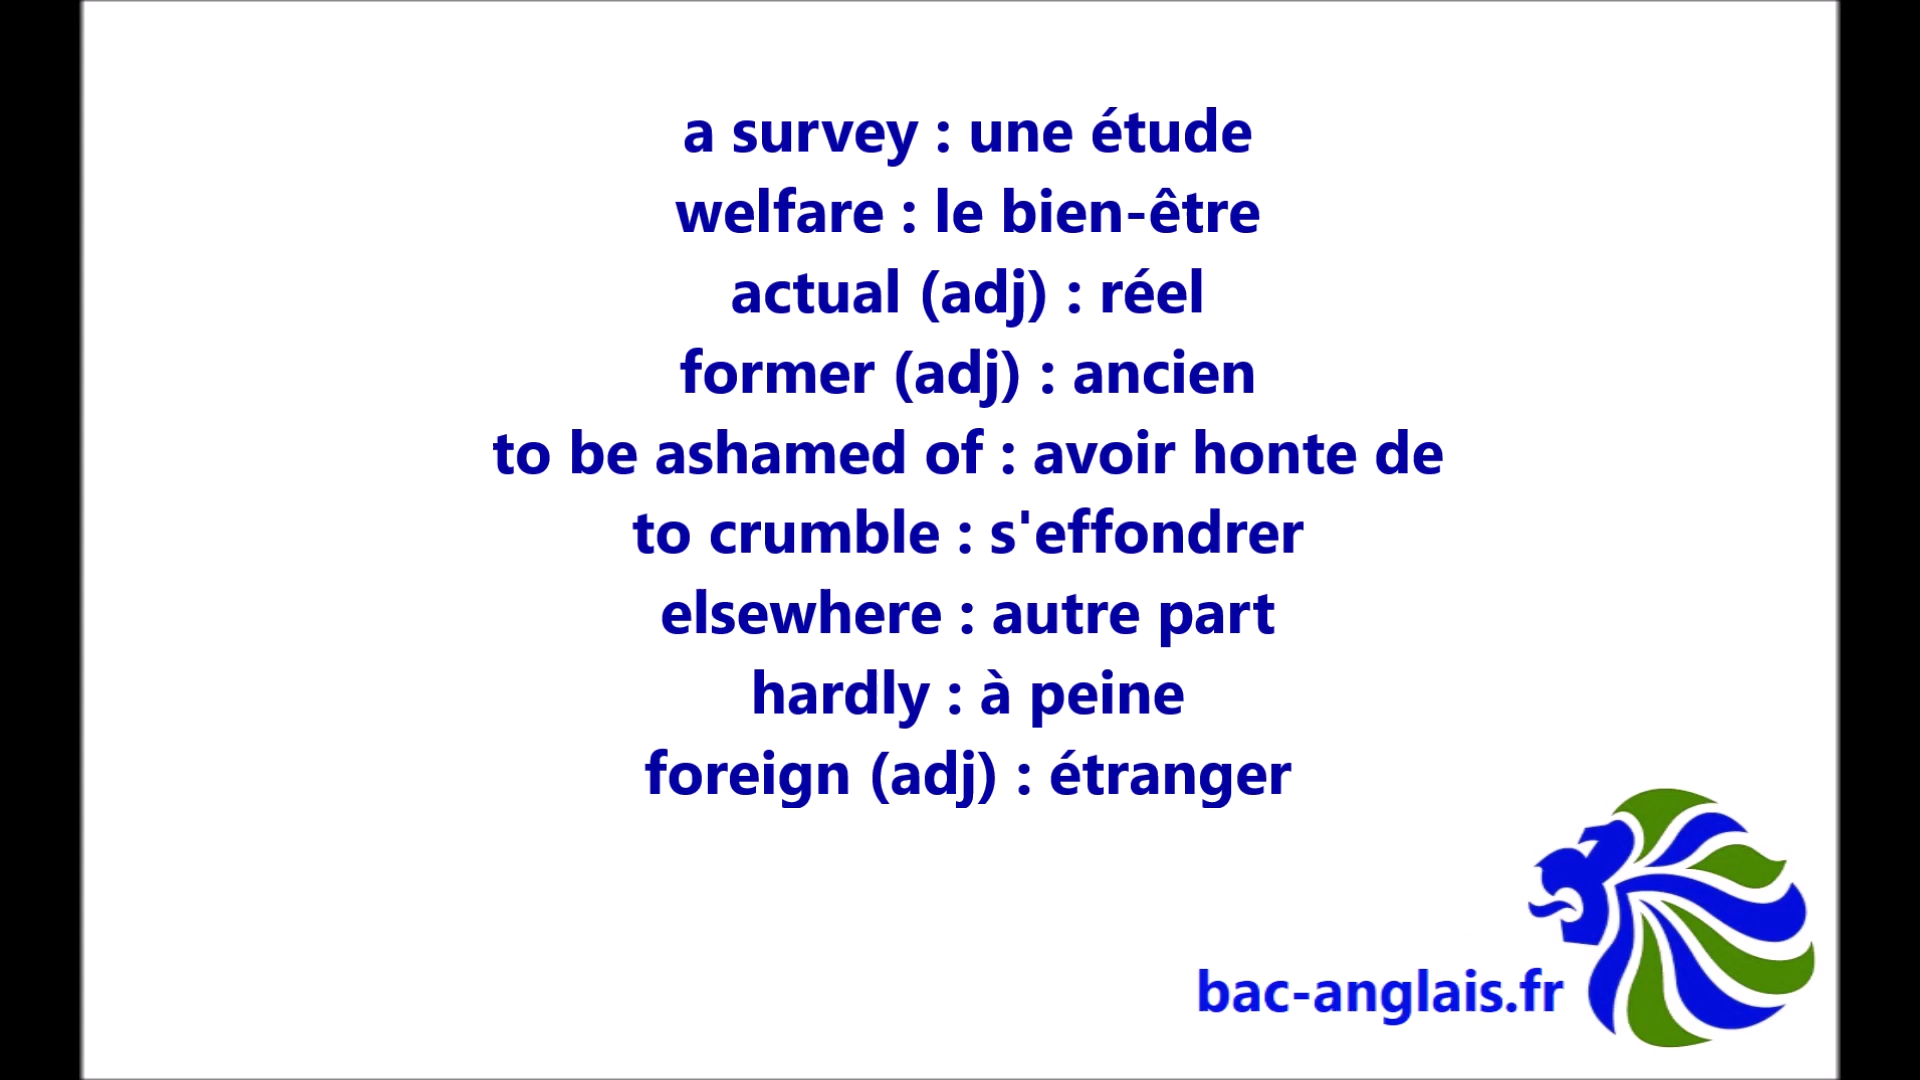 a survey : une étude
welfare : le bien-être
actual (adj) : réel
former (adj) : ancien
to be ashamed of : avoir honte de
to crumble : s'effondrer
elsewhere : autre part
hardly : à peine
foreign (adj) : étranger
bac-anglais.fr